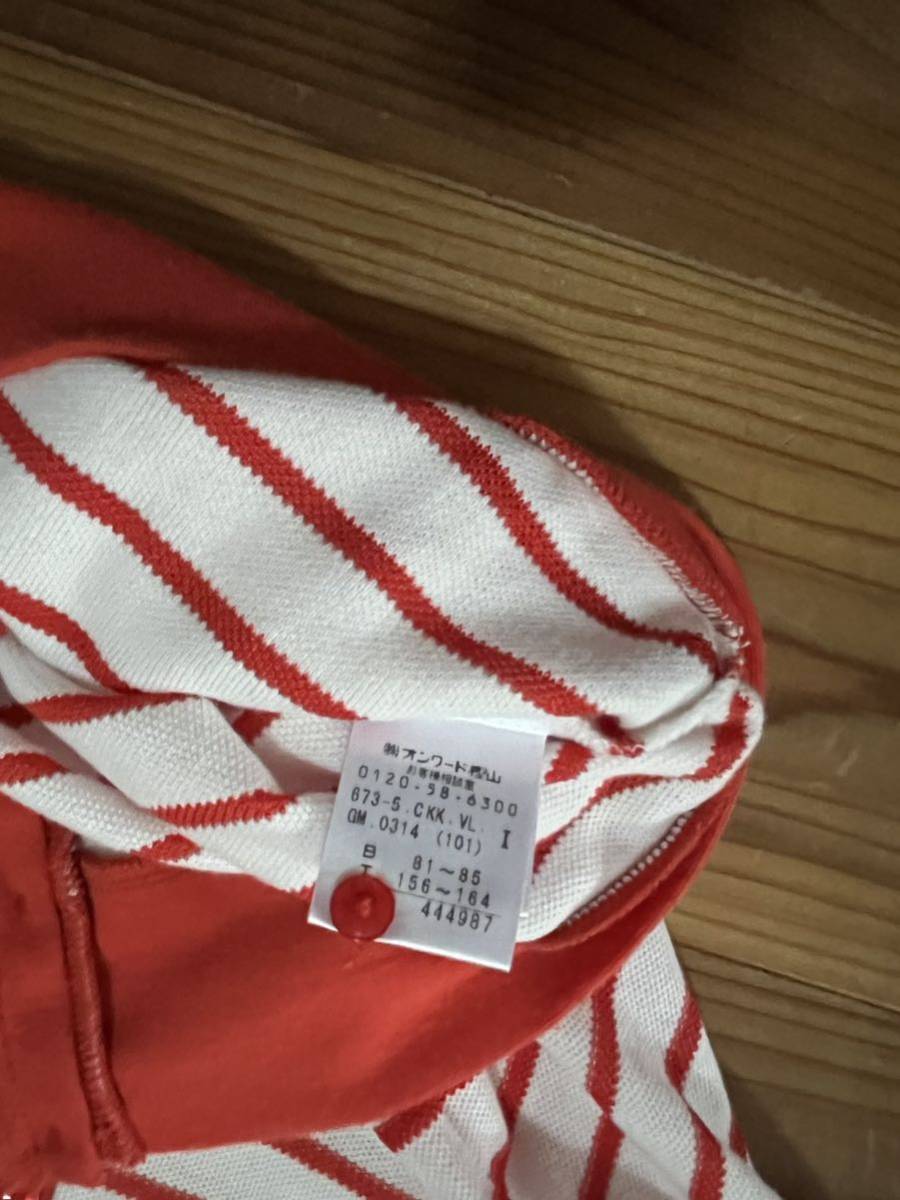 ㈱オンワード樫山
お客様相談室
0120-58-6300
673-5.CKK.VL. I
QM.0314 (101)
B 81~85
T 156~164
444987